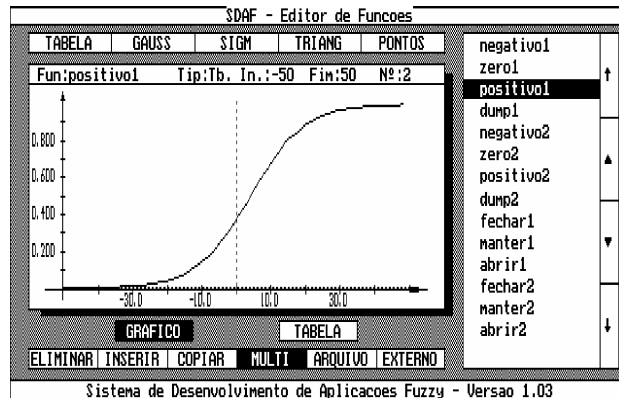 SDAF - Editor de Funcoes
TABELA GAUSS SIGM TRIANG PONTOS
Fun:positivo1 Tip:Tb. In.:-50 Fim:50 Nº:2
0.800
0.600
0.400
0.200
-30.0 -10.0 10.0 30.0
GRAFICO TABELA
ELIMINAR INSERIR COPIAR MULTI ARQUIVO EXTERNO
negativo1
zero1
positivo1
dump1
negativo2
zero2
positivo2
dump2
fechar1
manter1
abrir1
fechar2
manter2
abrir2
Sistema de Desenvolvimento de Aplicacoes Fuzzy - Versao 1.03